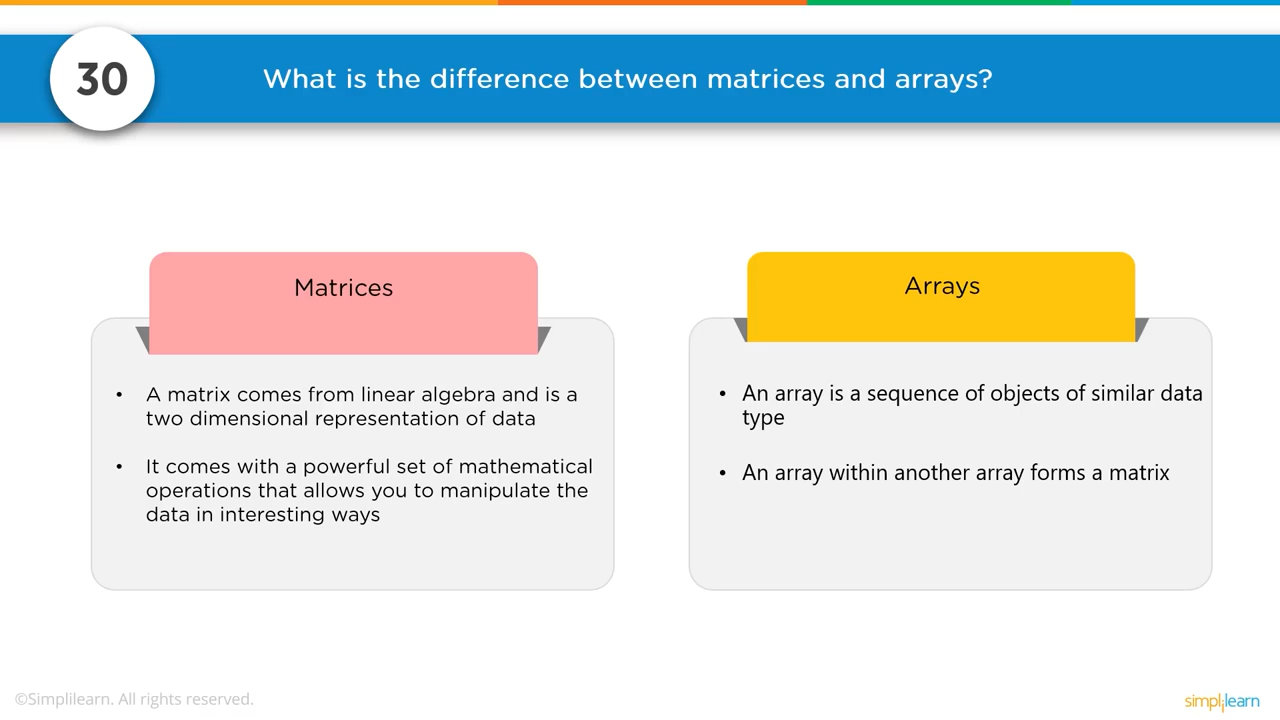 30
What is the difference between matrices and arrays?
Matrices
• A matrix comes from linear algebra and is a
two dimensional representation of data
• It comes with a powerful set of mathematical
operations that allows you to manipulate the
data in interesting ways
Arrays
• An array is a sequence of objects of similar data
type
• An array within another array forms a matrix
©Simplilearn. All rights reserved.
simplilearn